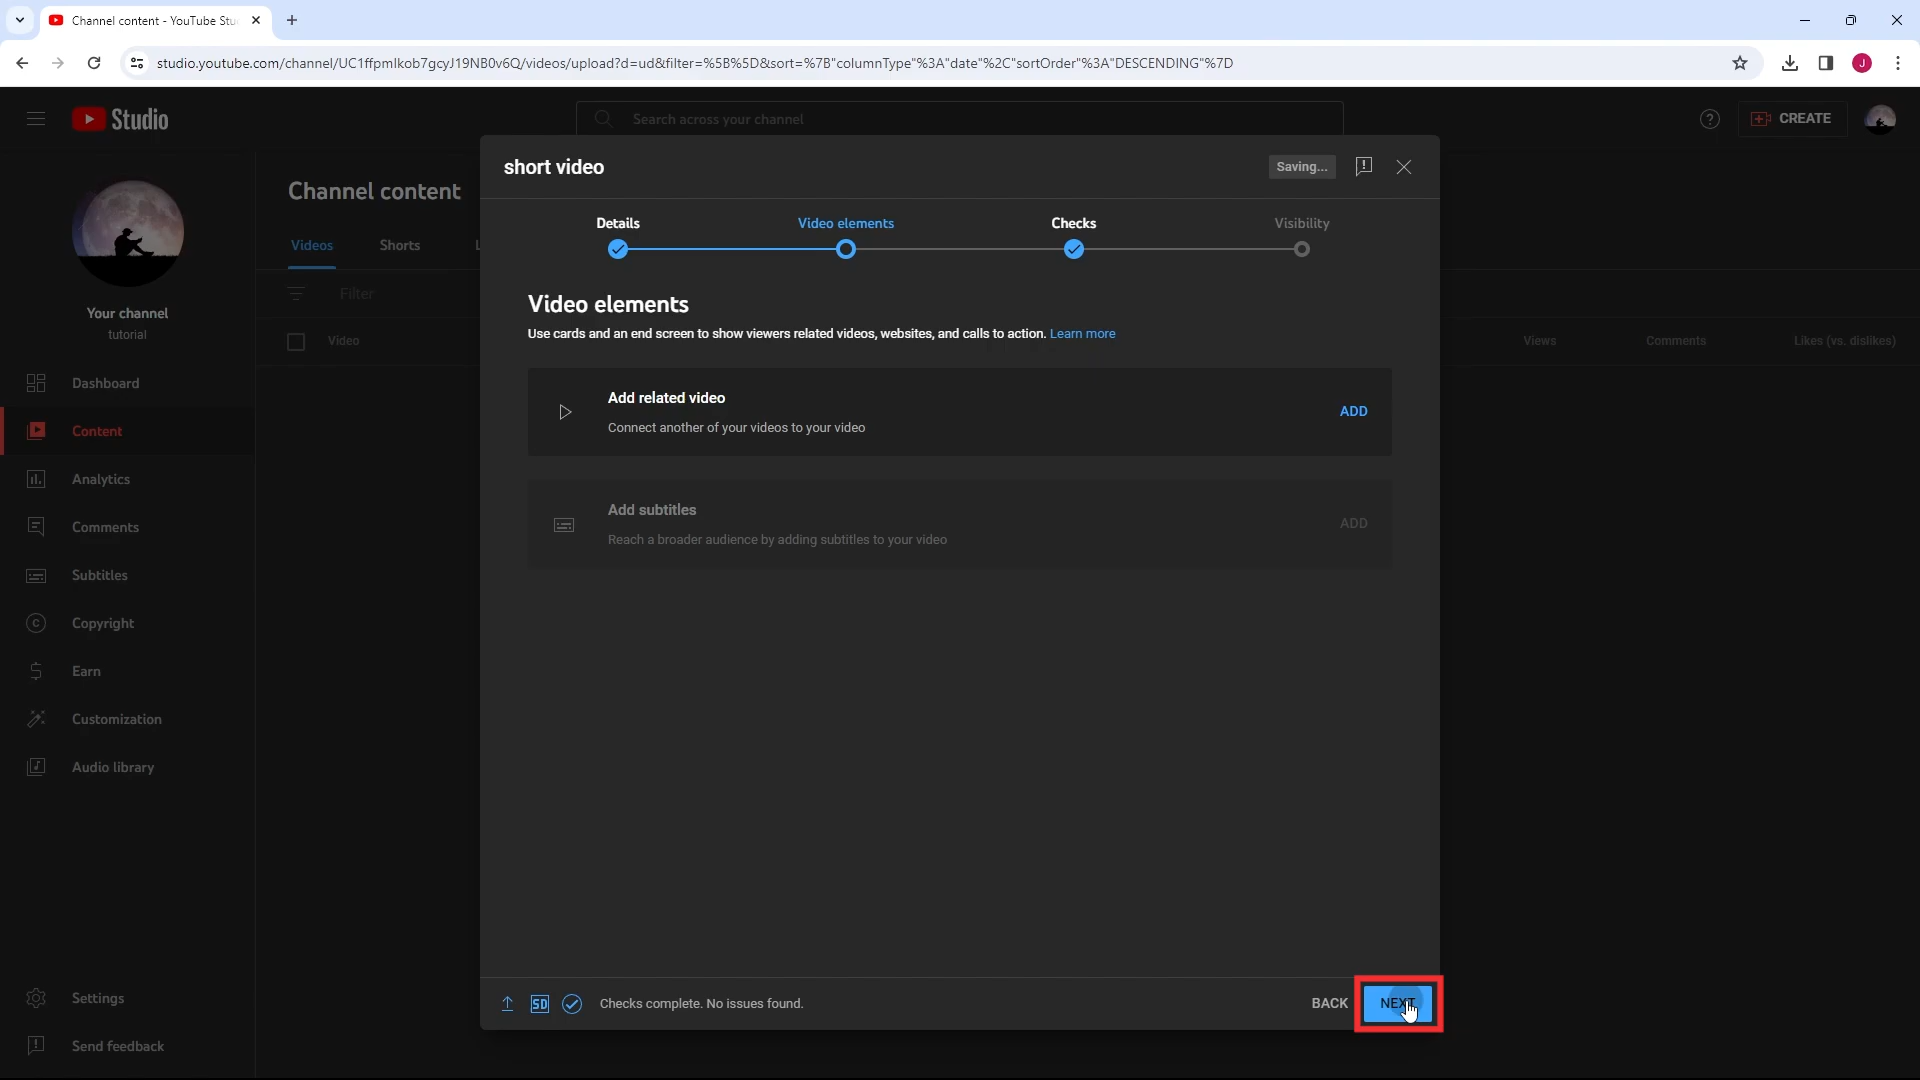 Channel content - YouTube Stu
studio.youtube.com/channel/UC1ffpmlkob7gcyJ19NB0v6Q/videos/upload?d=ud&filter=%5B%5D&sort=%7B"columnType"%3A"date"%2C"sortOrder"%3A"DESCENDING"%7D
J
Studio
Search across your channel
CREATE
short video
Saving...
Channel content
Details
Video elements
Checks
Visibility
Videos
Shorts
Filter
Video elements
Your channel
tutorial
Video
Use cards and an end screen to show viewers related videos, websites, and calls to action. Learn more
Views
Comments
Likes (vs. dislikes)
Dashboard
Add related video
Connect another of your videos to your video
ADD
Content
Analytics
Add subtitles
Reach a broader audience by adding subtitles to your video
ADD
Comments
Subtitles
Copyright
Earn
Customization
Audio library
Settings
SD
Checks complete. No issues found.
BACK
NEXT
Send feedback